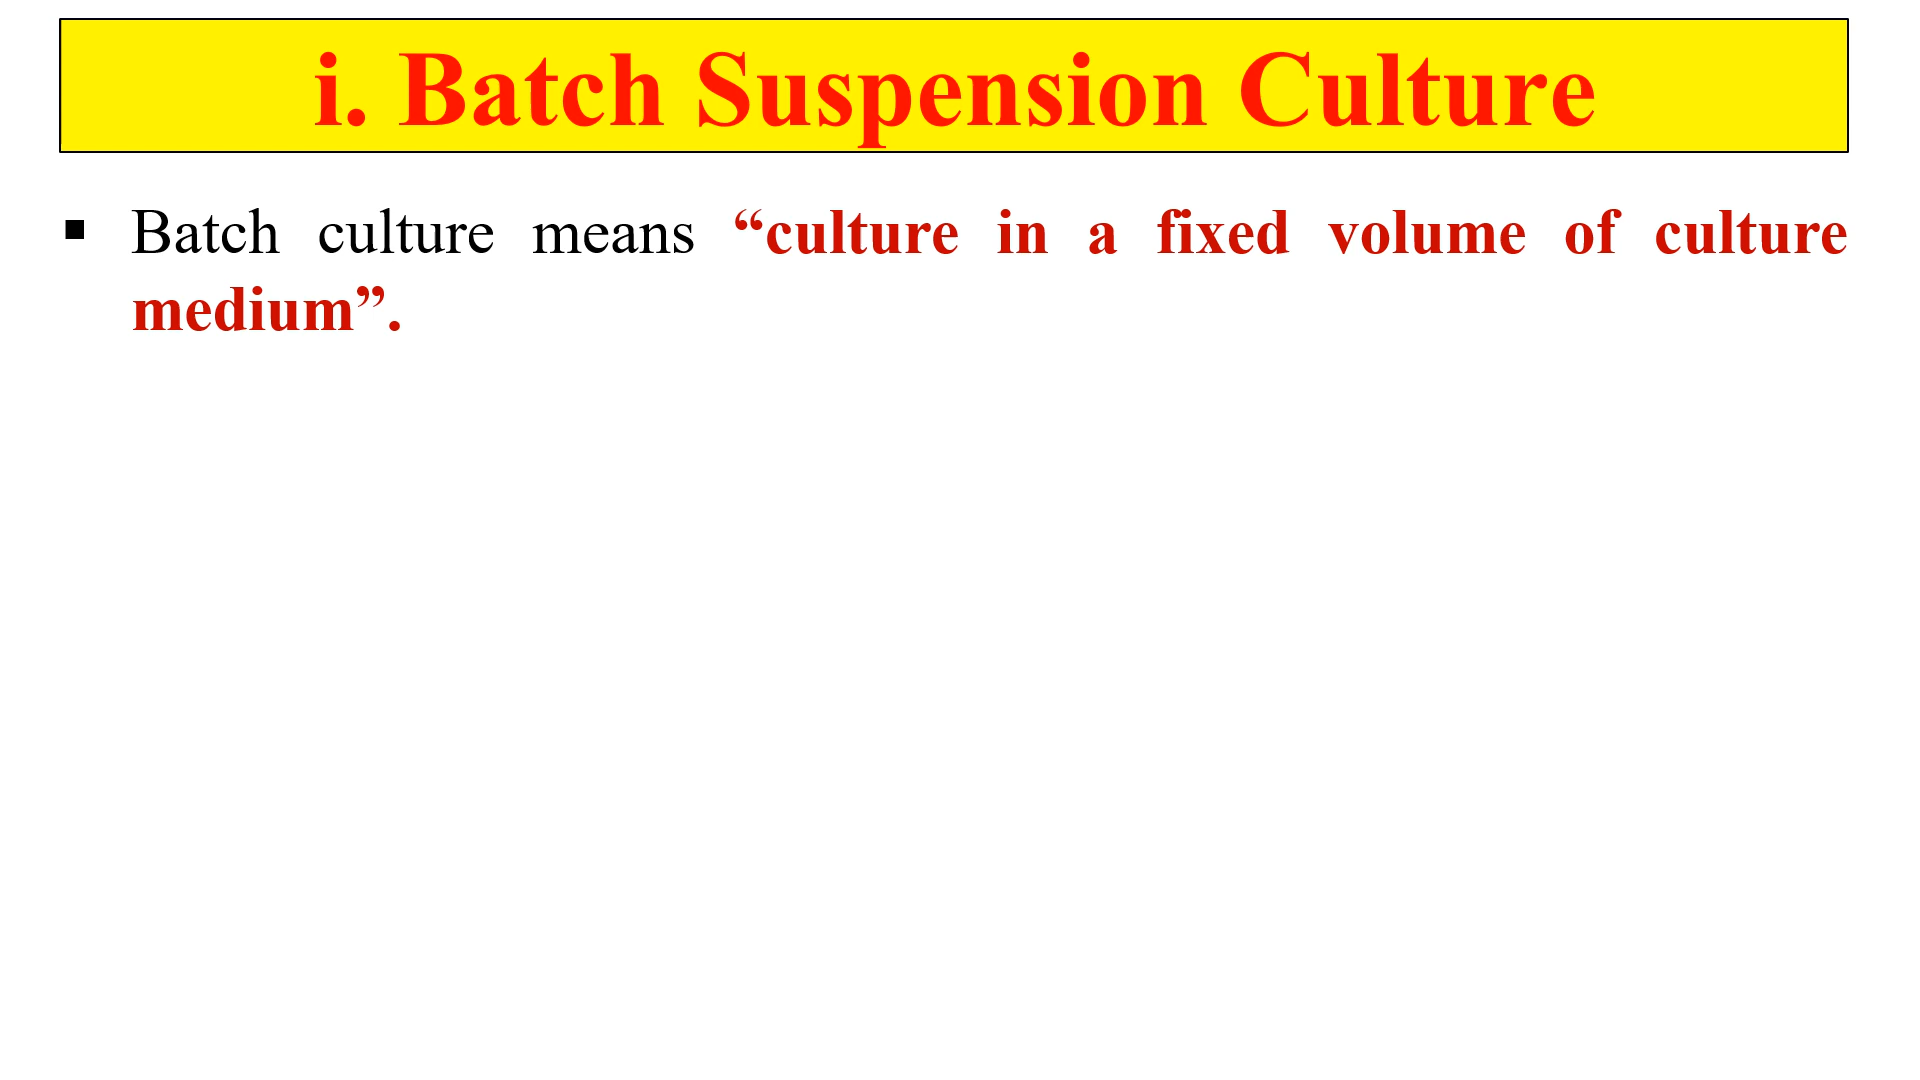 i. Batch Suspension Culture
▪ Batch culture means “culture in a fixed volume of culture
medium”.